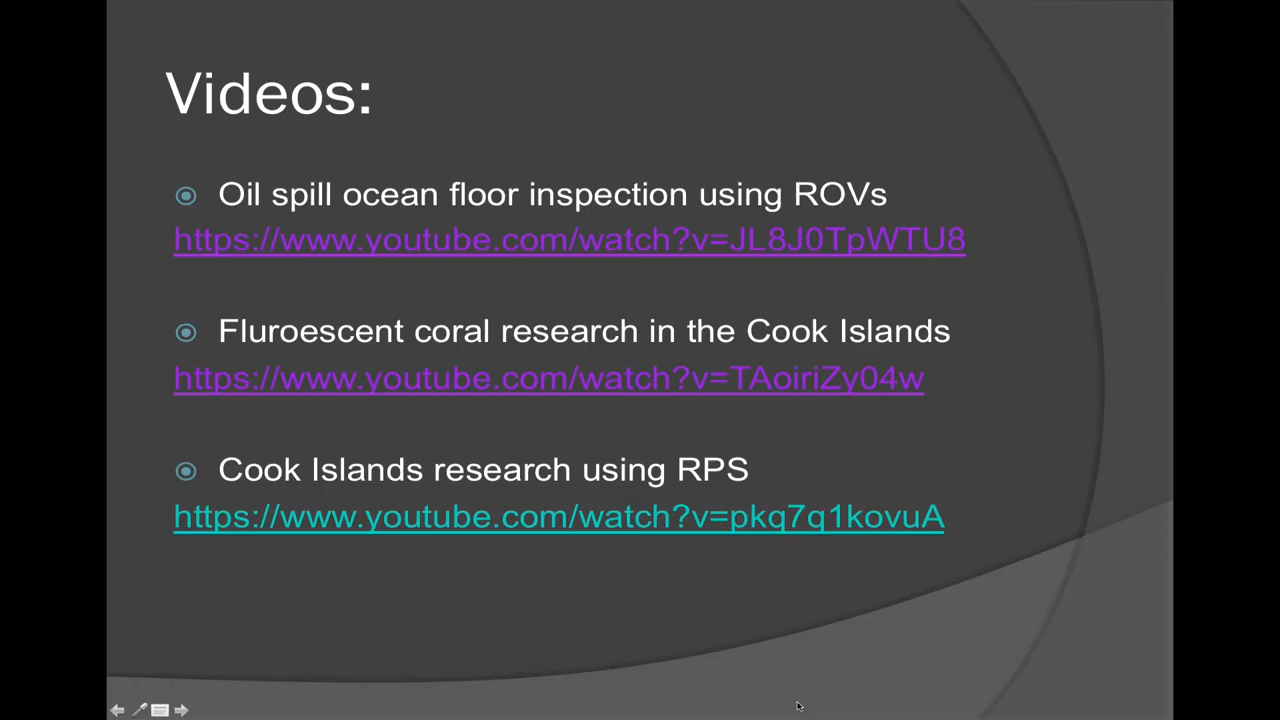 Videos:
Oil spill ocean floor inspection using ROVs
https://www.youtube.com/watch?v=JL8J0TpWTU8
Fluroescent coral research in the Cook Islands
https://www.youtube.com/watch?v=TAoiriZy04w
Cook Islands research using RPS
https://www.youtube.com/watch?v=pkq7q1kovuA